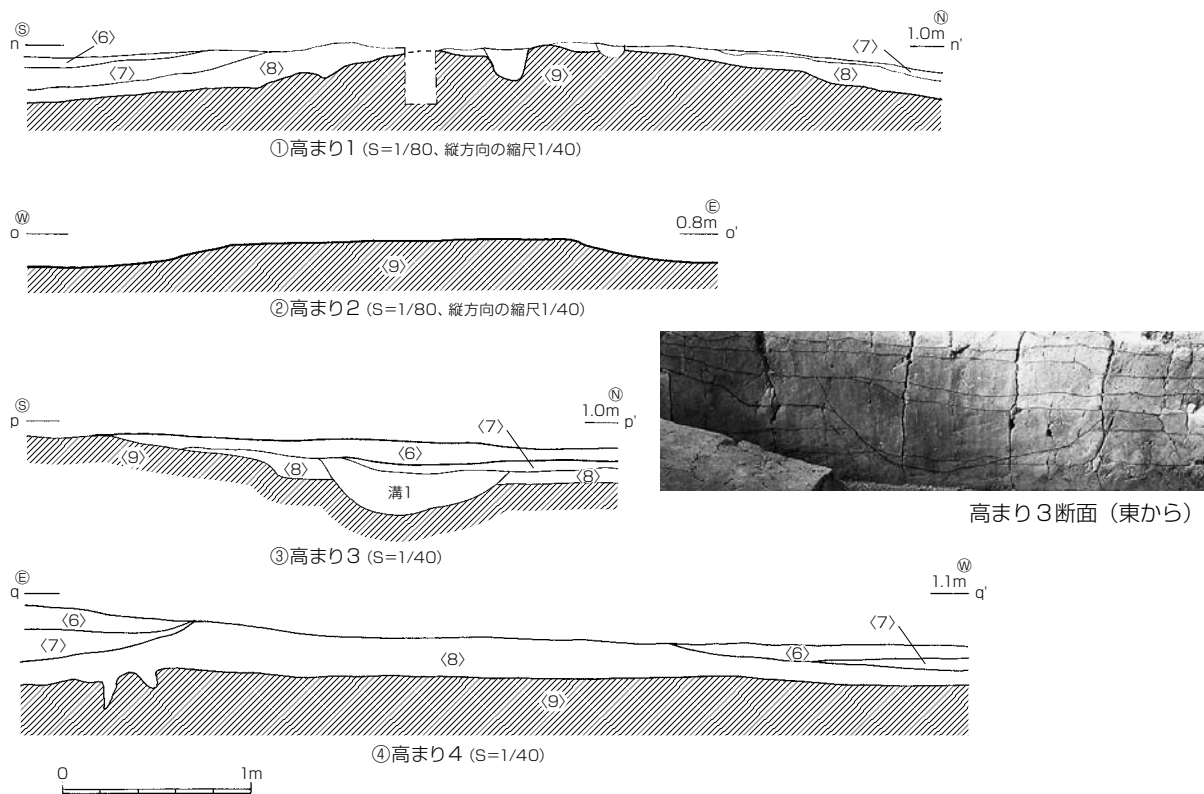 Ⓢ
n
〈6〉
〈7〉
〈8〉
〈9〉
Ⓝ
1.0m
n'
〈7〉
〈8〉
①高まり1 (S=1/80、縦方向の縮尺1/40)
Ⓦ
o
〈9〉
Ⓔ
0.8m
o'
②高まり2 (S=1/80、縦方向の縮尺1/40)
Ⓢ
p
〈9〉
〈8〉
溝1
〈6〉
〈7〉
〈8〉
Ⓝ
1.0m
p'
③高まり3 (S=1/40)
高まり3断面（東から）
Ⓔ
q
〈6〉
〈7〉
〈8〉
〈9〉
〈6〉
〈7〉
Ⓦ
1.1m
q'
④高まり4 (S=1/40)
0 1m